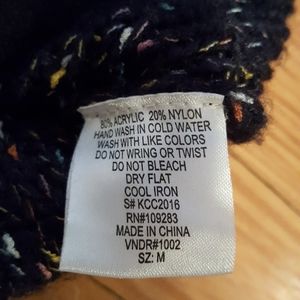 80% ACRYLIC 20% NYLON
HAND WASH IN COLD WATER
WASH WITH LIKE COLORS
DO NOT WRING OR TWIST
DO NOT BLEACH
DRY FLAT
COOL IRON
S# KCC2016
RN#109283
MADE IN CHINA
VNDR#1002
SZ: M